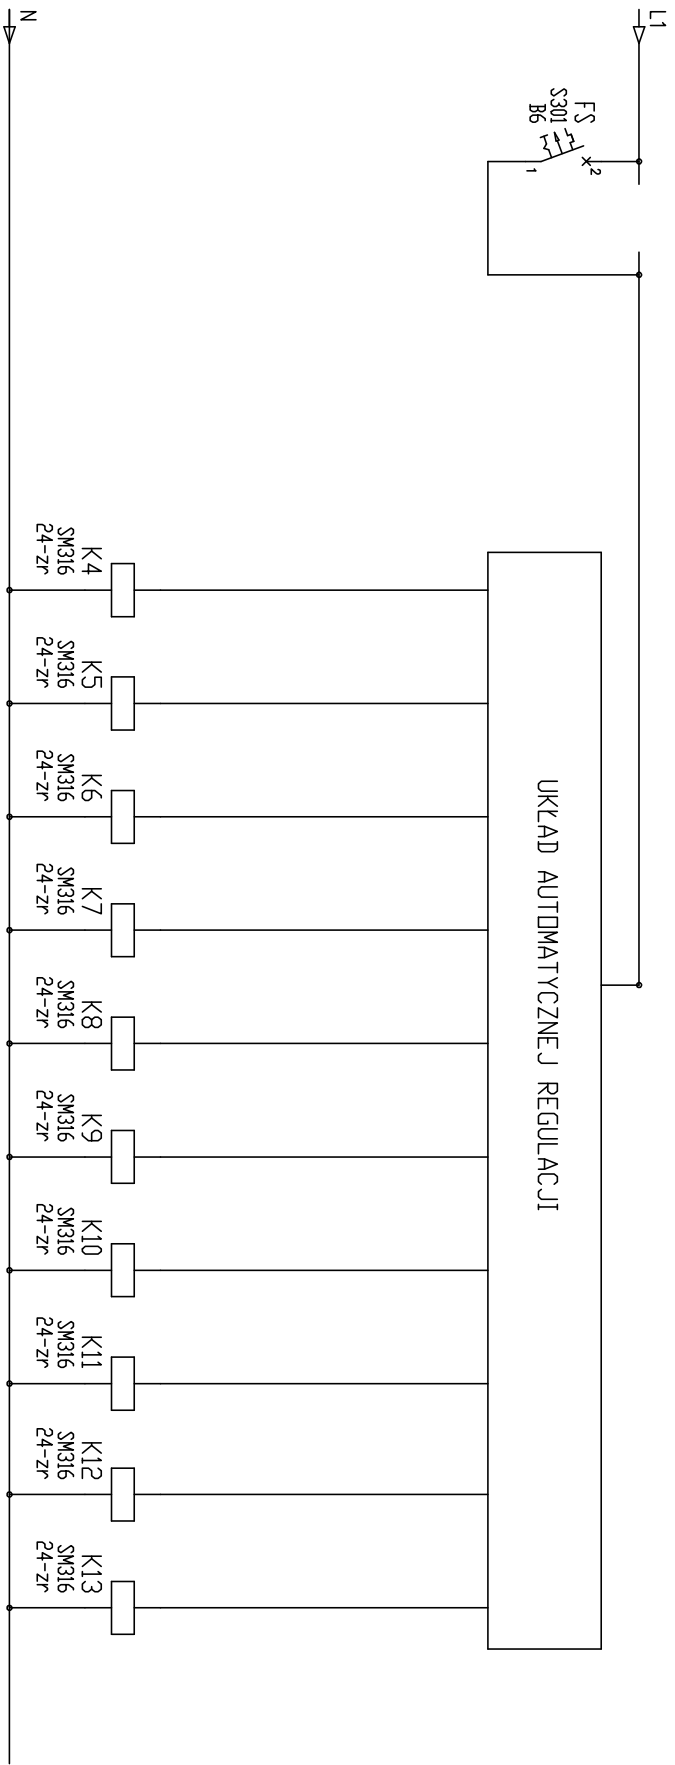 L1
FS
S301
B6
2
1
UKŁAD AUTOMATYCZNEJ REGULACJI
K4
SM316
24-zr
K5
SM316
24-zr
K6
SM316
24-zr
K7
SM316
24-zr
K8
SM316
24-zr
K9
SM316
24-zr
K10
SM316
24-zr
K11
SM316
24-zr
K12
SM316
24-zr
K13
SM316
24-zr
N